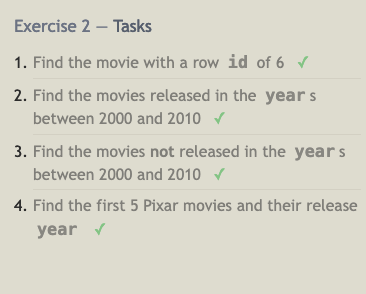 Exercise 2 — Tasks
1. Find the movie with a row id of 6 ✓
2. Find the movies released in the year s
between 2000 and 2010 ✓
3. Find the movies not released in the year s
between 2000 and 2010 ✓
4. Find the first 5 Pixar movies and their release
year ✓